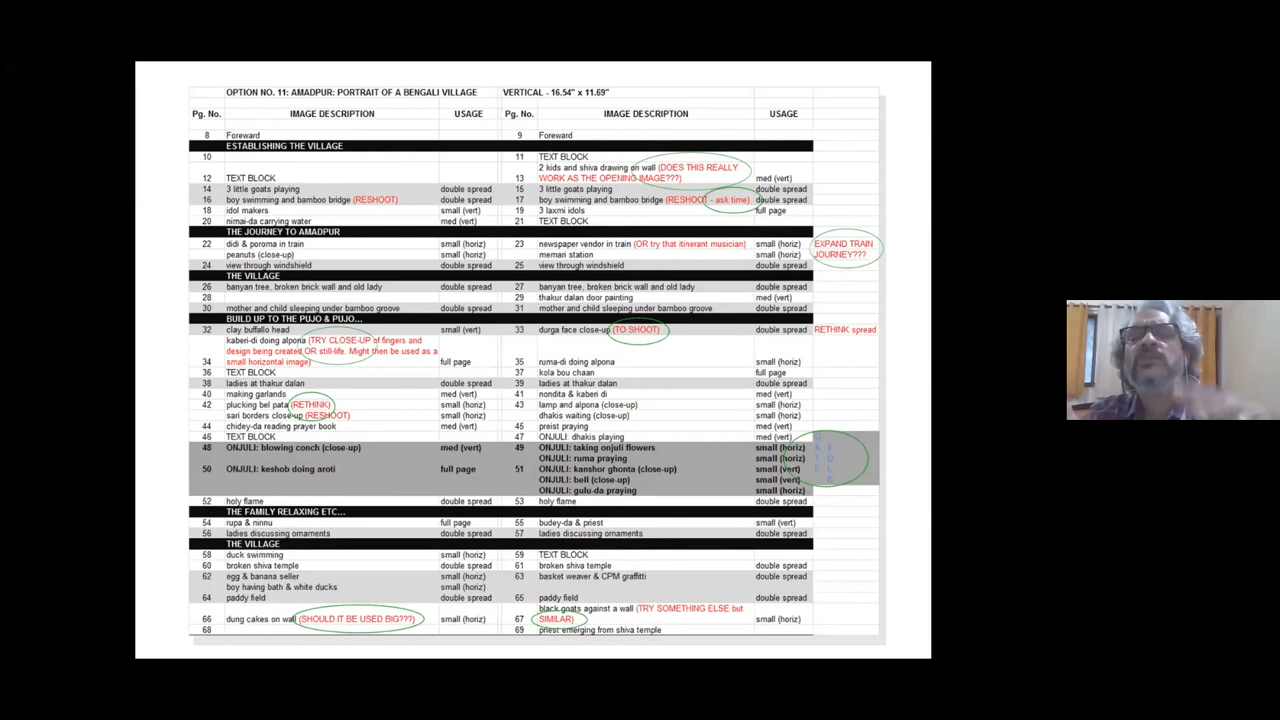 OPTION NO. 11: AMADPUR: PORTRAIT OF A BENGALI VILLAGE VERTICAL - 16.54" x 11.69"
Pg. No. IMAGE DESCRIPTION USAGE Pg. No. IMAGE DESCRIPTION USAGE
8 Foreward 9 Foreward
ESTABLISHING THE VILLAGE
10 11 TEXT BLOCK
2 kids and shiva drawing on wall (DOES THIS REALLY
12 TEXT BLOCK 13 WORK AS THE OPENING IMAGE???) med (vert)
14 3 little goats playing double spread 15 3 little goats playing double spread
16 boy swimming and bamboo bridge (RESHOOT) double spread 17 boy swimming and bamboo bridge (RESHOOT - ask time) double spread
18 idol makers small (vert) 19 3 laxmi idols full page
20 nimai-da carrying water med (vert) 21 TEXT BLOCK
THE JOURNEY TO AMADPUR
22 didi & poroma in train small (horiz) 23 newspaper vendor in train (OR try that itinerant musician) small (horiz) EXPAND TRAIN
peanuts (close-up) small (horiz) memari station small (horiz) JOURNEY???
24 view through windshield double spread 25 view through windshield double spread
THE VILLAGE
26 banyan tree, broken brick wall and old lady double spread 27 banyan tree, broken brick wall and old lady double spread
28 29 thakur dalan door painting med (vert)
30 mother and child sleeping under bamboo groove double spread 31 mother and child sleeping under bamboo groove double spread
BUILD UP TO THE PUJO & PUJO...
32 clay buffallo head small (vert) 33 durga face close-up (TO SHOOT) double spread RETHINK spread
kaberi-di doing alpona (TRY CLOSE-UP of fingers and
design being created OR still-life. Might then be used as a
34 small horizontal image) full page 35 ruma-di doing alpona small (horiz)
36 TEXT BLOCK 37 kola bou chaan full page
38 ladies at thakur dalan double spread 39 ladies at thakur dalan double spread
40 making garlands med (vert) 41 nondita & kaberi di med (vert)
42 plucking bel pata (RETHINK) small (horiz) 43 lamp and alpona (close-up) small (horiz)
sari borders close-up (RESHOOT) small (horiz) dhakis waiting (close-up) small (horiz)
44 chidey-da reading prayer book med (vert) 45 preist praying med (vert)
46 TEXT BLOCK 47 ONJULI: dhakis playing med (vert) G
48 ONJULI: blowing conch (close-up) med (vert) 49 ONJULI: taking onjuli flowers small (horiz) A F
ONJULI: ruma praying small (horiz) T O
50 ONJULI: keshob doing aroti full page 51 ONJULI: kanshor ghonta (close-up) small (vert) E L
ONJULI: bell (close-up) small (vert) D
ONJULI: gulu-da praying small (horiz)
52 holy flame double spread 53 holy flame double spread
THE FAMILY RELAXING ETC...
54 rupa & ninnu full page 55 budey-da & priest small (vert)
56 ladies discussing ornaments double spread 57 ladies discussing ornaments double spread
THE VILLAGE
58 duck swimming small (horiz) 59 TEXT BLOCK
60 broken shiva temple double spread 61 broken shiva temple double spread
62 egg & banana seller small (horiz) 63 basket weaver & CPM graffitti double spread
boy having bath & white ducks small (horiz)
64 paddy field double spread 65 paddy field double spread
black goats against a wall (TRY SOMETHING ELSE but
66 dung cakes on wall (SHOULD IT BE USED BIG???) small (horiz) 67 SIMILAR) small (horiz)
68 69 priest emerging from shiva temple